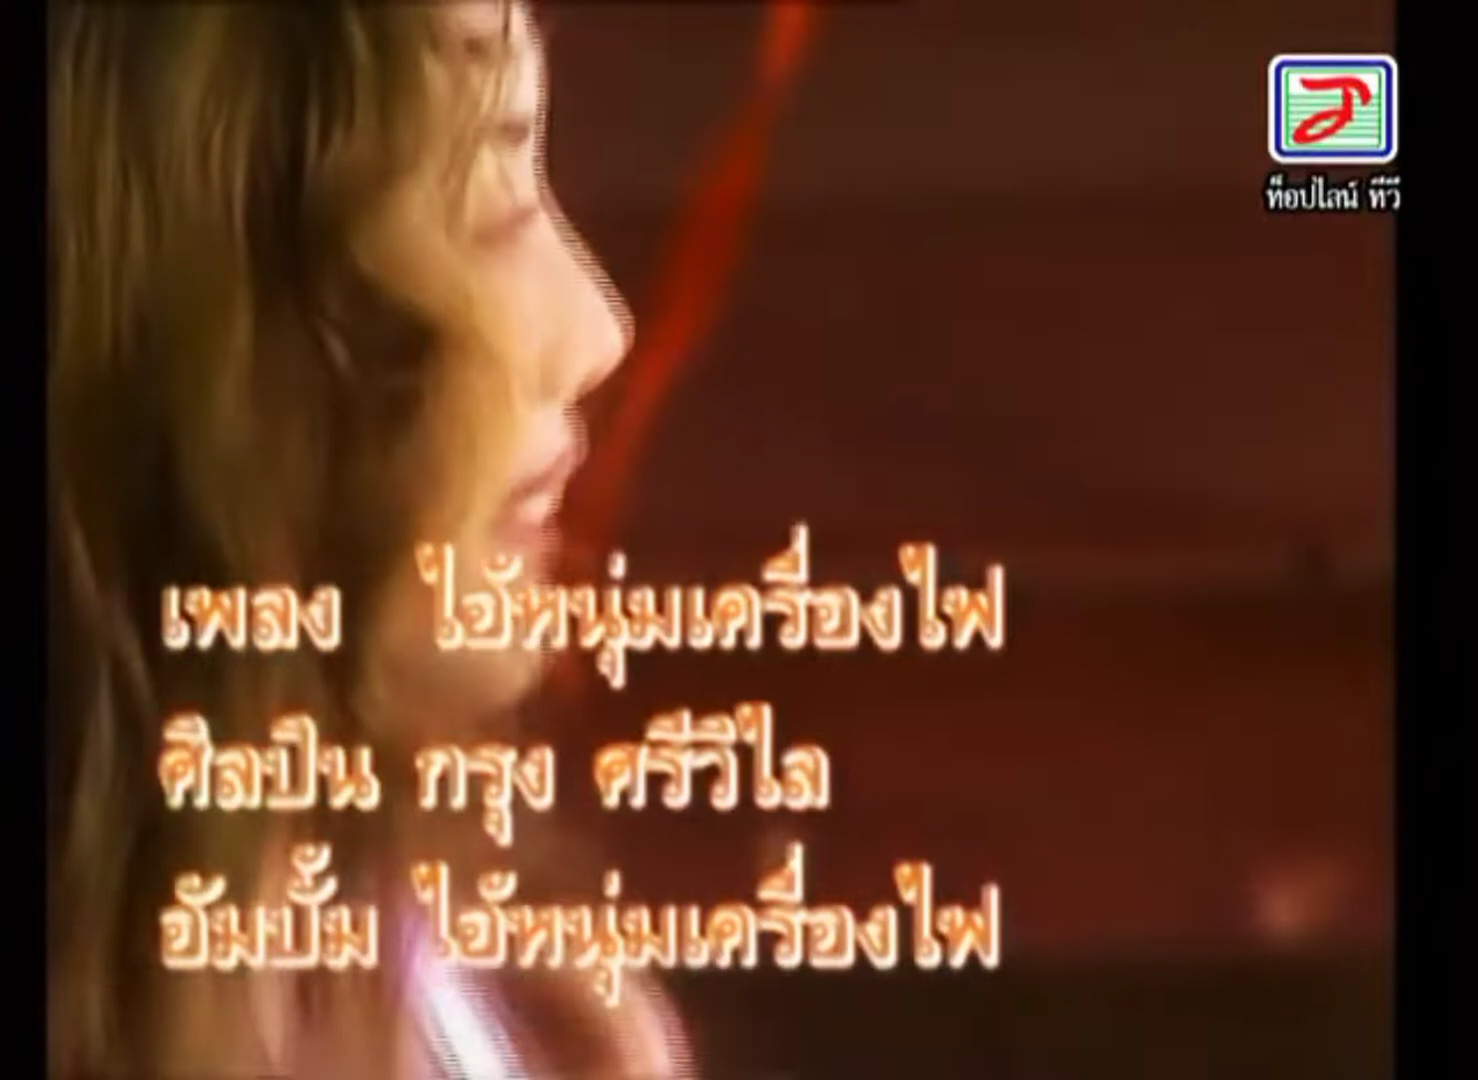 ท็อปไลน์ ทีวี
เพลง ไอ้หนุ่มเครื่องไฟ
ศิลปิน กรุง ศรีวิไล
อัมบั้ม ไอ้หนุ่มเครื่องไฟ